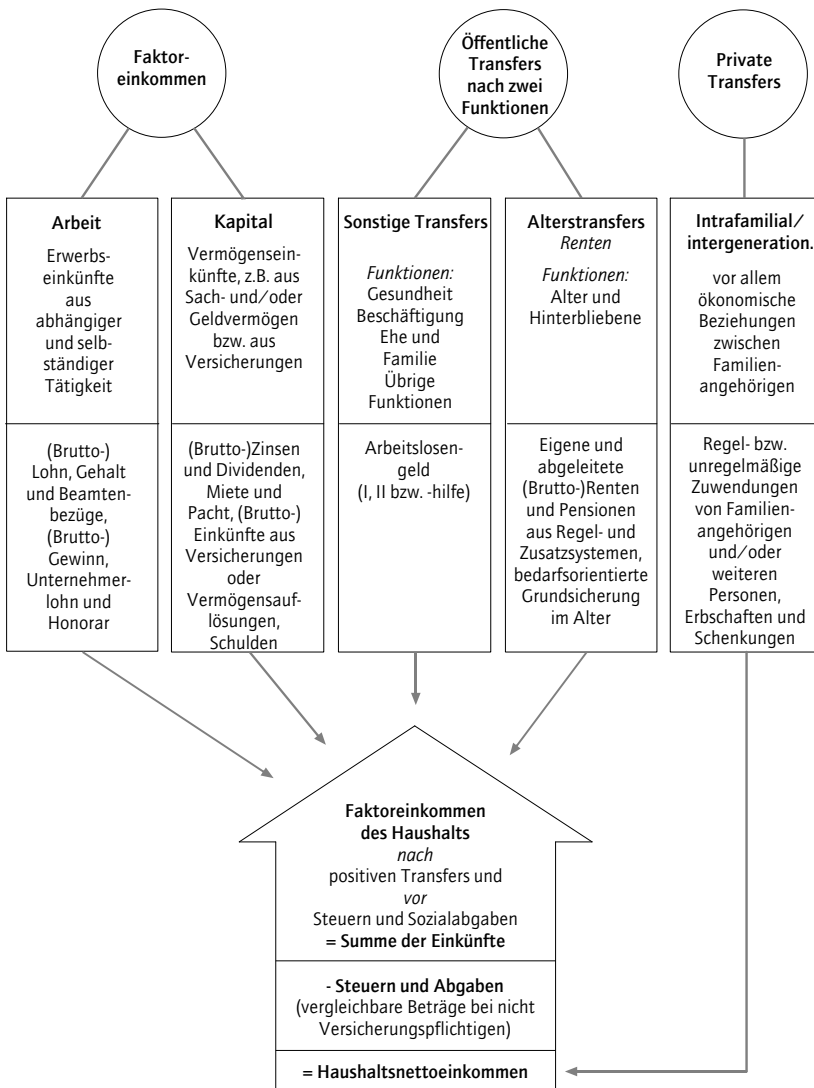 Faktor-
einkommen
Öffentliche
Transfers
nach zwei
Funktionen
Private
Transfers
Arbeit
Erwerbs-
einkünfte
aus
abhängiger
und selb-
ständiger
Tätigkeit
Kapital
Vermögensein-
künfte, z.B. aus
Sach- und/oder
Geldvermögen
bzw. aus
Versicherungen
Sonstige Transfers
Funktionen:
Gesundheit
Beschäftigung
Ehe und
Familie
Übrige
Funktionen
Alterstransfers
Renten
Funktionen:
Alter und
Hinterbliebene
Intrafamilial/
intergeneration.
vor allem
ökonomische
Beziehungen
zwischen
Familien-
angehörigen
(Brutto-)
Lohn, Gehalt
und Beamten-
bezüge,
(Brutto-)
Gewinn,
Unternehmer-
lohn und
Honorar
(Brutto-)Zinsen
und Dividenden,
Miete und
Pacht, (Brutto-)
Einkünfte aus
Versicherungen
oder
Vermögensauf-
lösungen,
Schulden
Arbeitslosen-
geld
(I, II bzw. -hilfe)
Eigene und
abgeleitete
(Brutto-)Renten
und Pensionen
aus Regel- und
Zusatzsystemen,
bedarfsorientierte
Grundsicherung
im Alter
Regel- bzw.
unregelmäßige
Zuwendungen
von Familien-
angehörigen
und/oder
weiteren
Personen,
Erbschaften und
Schenkungen
Faktoreinkommen
des Haushalts
nach
positiven Transfers und
vor
Steuern und Sozialabgaben
= Summe der Einkünfte
- Steuern und Abgaben
(vergleichbare Beträge bei nicht
Versicherungspflichtigen)
= Haushaltsnettoeinkommen